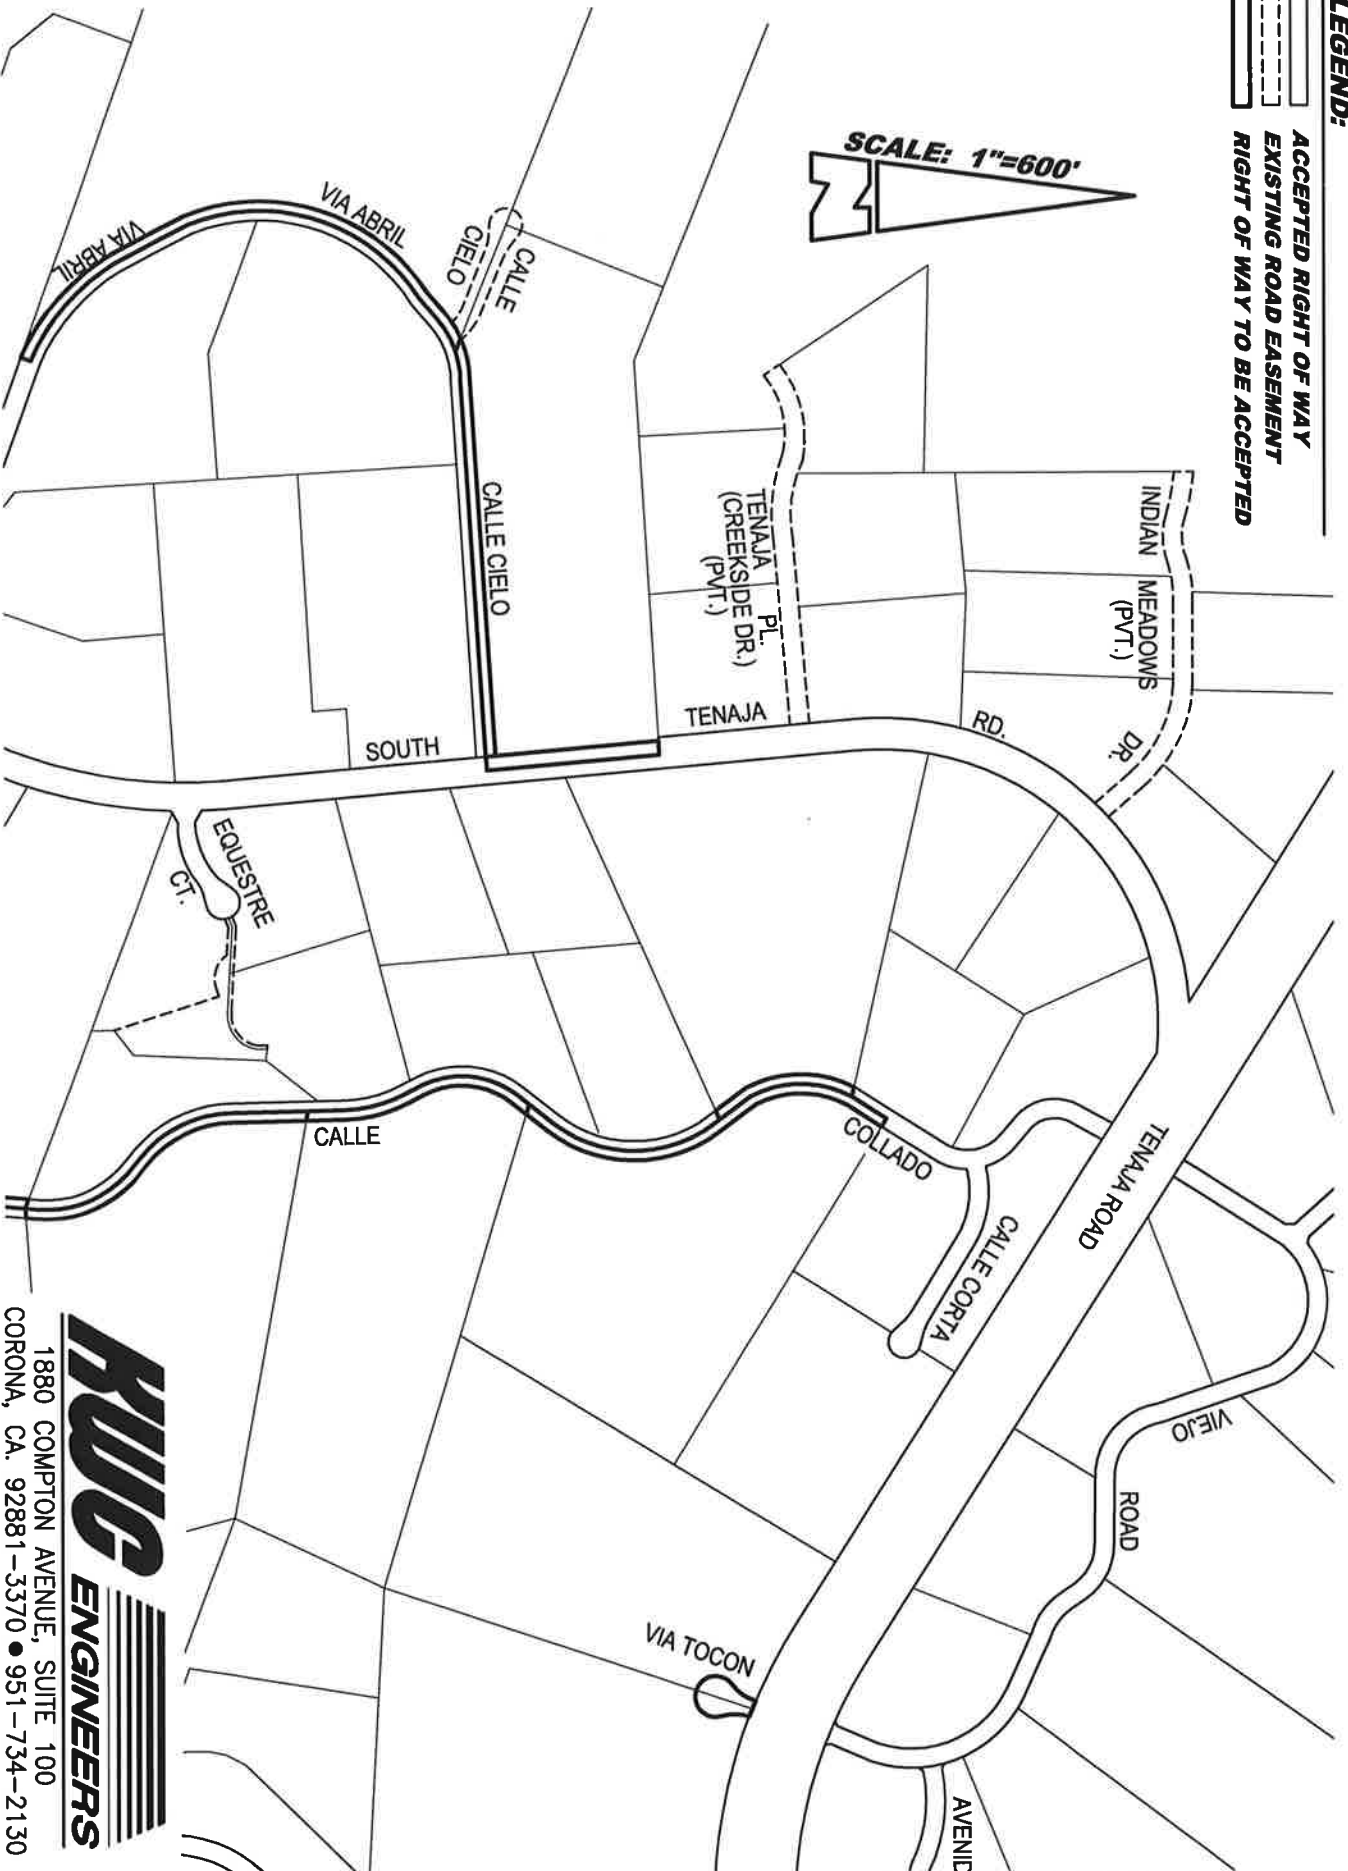 LEGEND:
ACCEPTED RIGHT OF WAY
EXISTING ROAD EASEMENT
RIGHT OF WAY TO BE ACCEPTED
SCALE: 1"=600'
N
INDIAN MEADOWS DR.
(PVT.)
TENAJA PL.
(CREEKSIDE DR.)
(PVT.)
CALLE
CIELO
VIA ABRIL
VIA ABRIL
CALLE CIELO
SOUTH TENAJA RD.
EQUESTRE
CT.
CALLE COLLADO
CALLE CORTA
TENAJA ROAD
VIEJO ROAD
VIA TOCON
AVENID
KWC ENGINEERS
1880 COMPTON AVENUE, SUITE 100
CORONA, CA. 92881-3370 • 951-734-2130